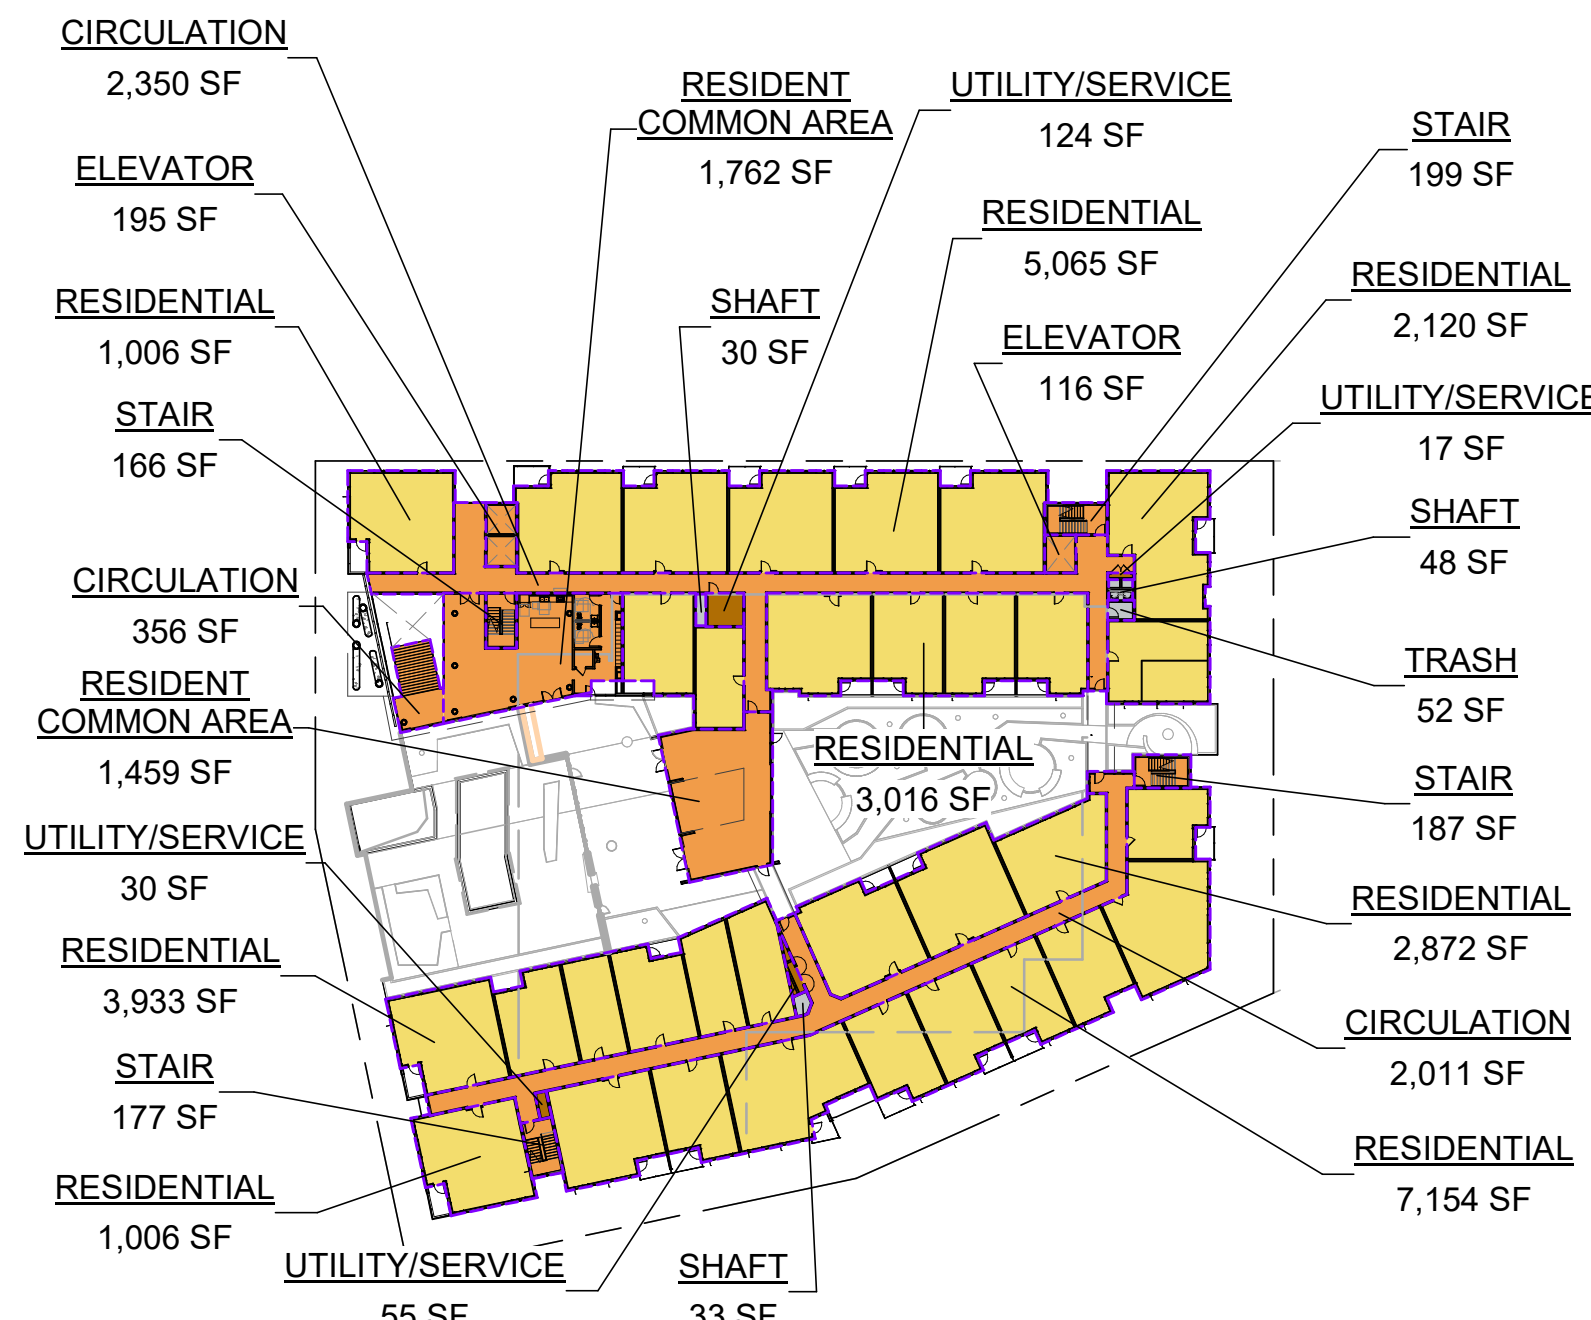 CIRCULATION
2,350 SF
RESIDENT
COMMON AREA
1,762 SF
UTILITY/SERVICE
124 SF
STAIR
199 SF
ELEVATOR
195 SF
RESIDENTIAL
5,065 SF
RESIDENTIAL
2,120 SF
RESIDENTIAL
1,006 SF
SHAFT
30 SF
ELEVATOR
116 SF
UTILITY/SERVICE
17 SF
STAIR
166 SF
SHAFT
48 SF
CIRCULATION
356 SF
TRASH
52 SF
RESIDENT
COMMON AREA
1,459 SF
RESIDENTIAL
3,016 SF
STAIR
187 SF
UTILITY/SERVICE
30 SF
RESIDENTIAL
2,872 SF
RESIDENTIAL
3,933 SF
CIRCULATION
2,011 SF
STAIR
177 SF
RESIDENTIAL
7,154 SF
RESIDENTIAL
1,006 SF
UTILITY/SERVICE
55 SF
SHAFT
33 SF